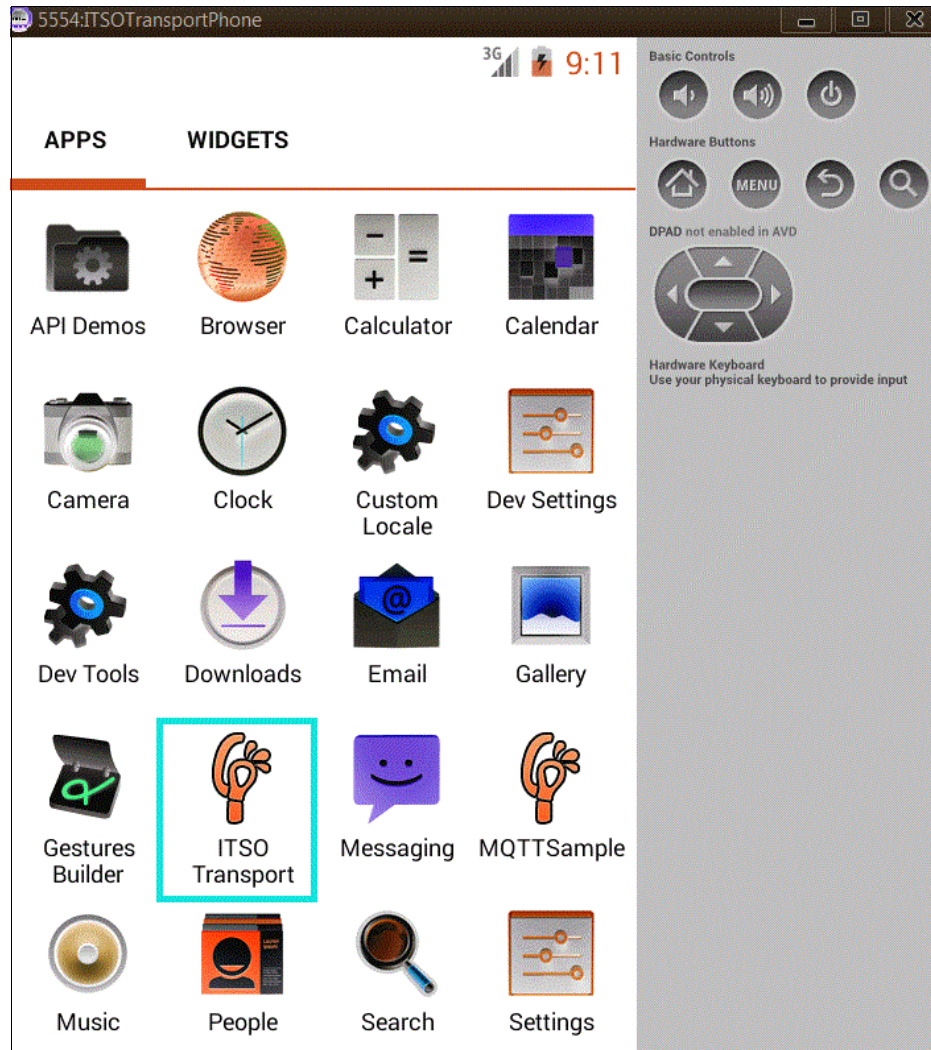 5554:ITSOTransportPhone
3G 9:11
APPS WIDGETS
API Demos Browser Calculator Calendar
Camera Clock Custom Locale Dev Settings
Dev Tools Downloads Email Gallery
Gestures Builder ITSO Transport Messaging MQTTSample
Music People Search Settings
Basic Controls
Hardware Buttons
MENU
DPAD not enabled in AVD
Hardware Keyboard
Use your physical keyboard to provide input